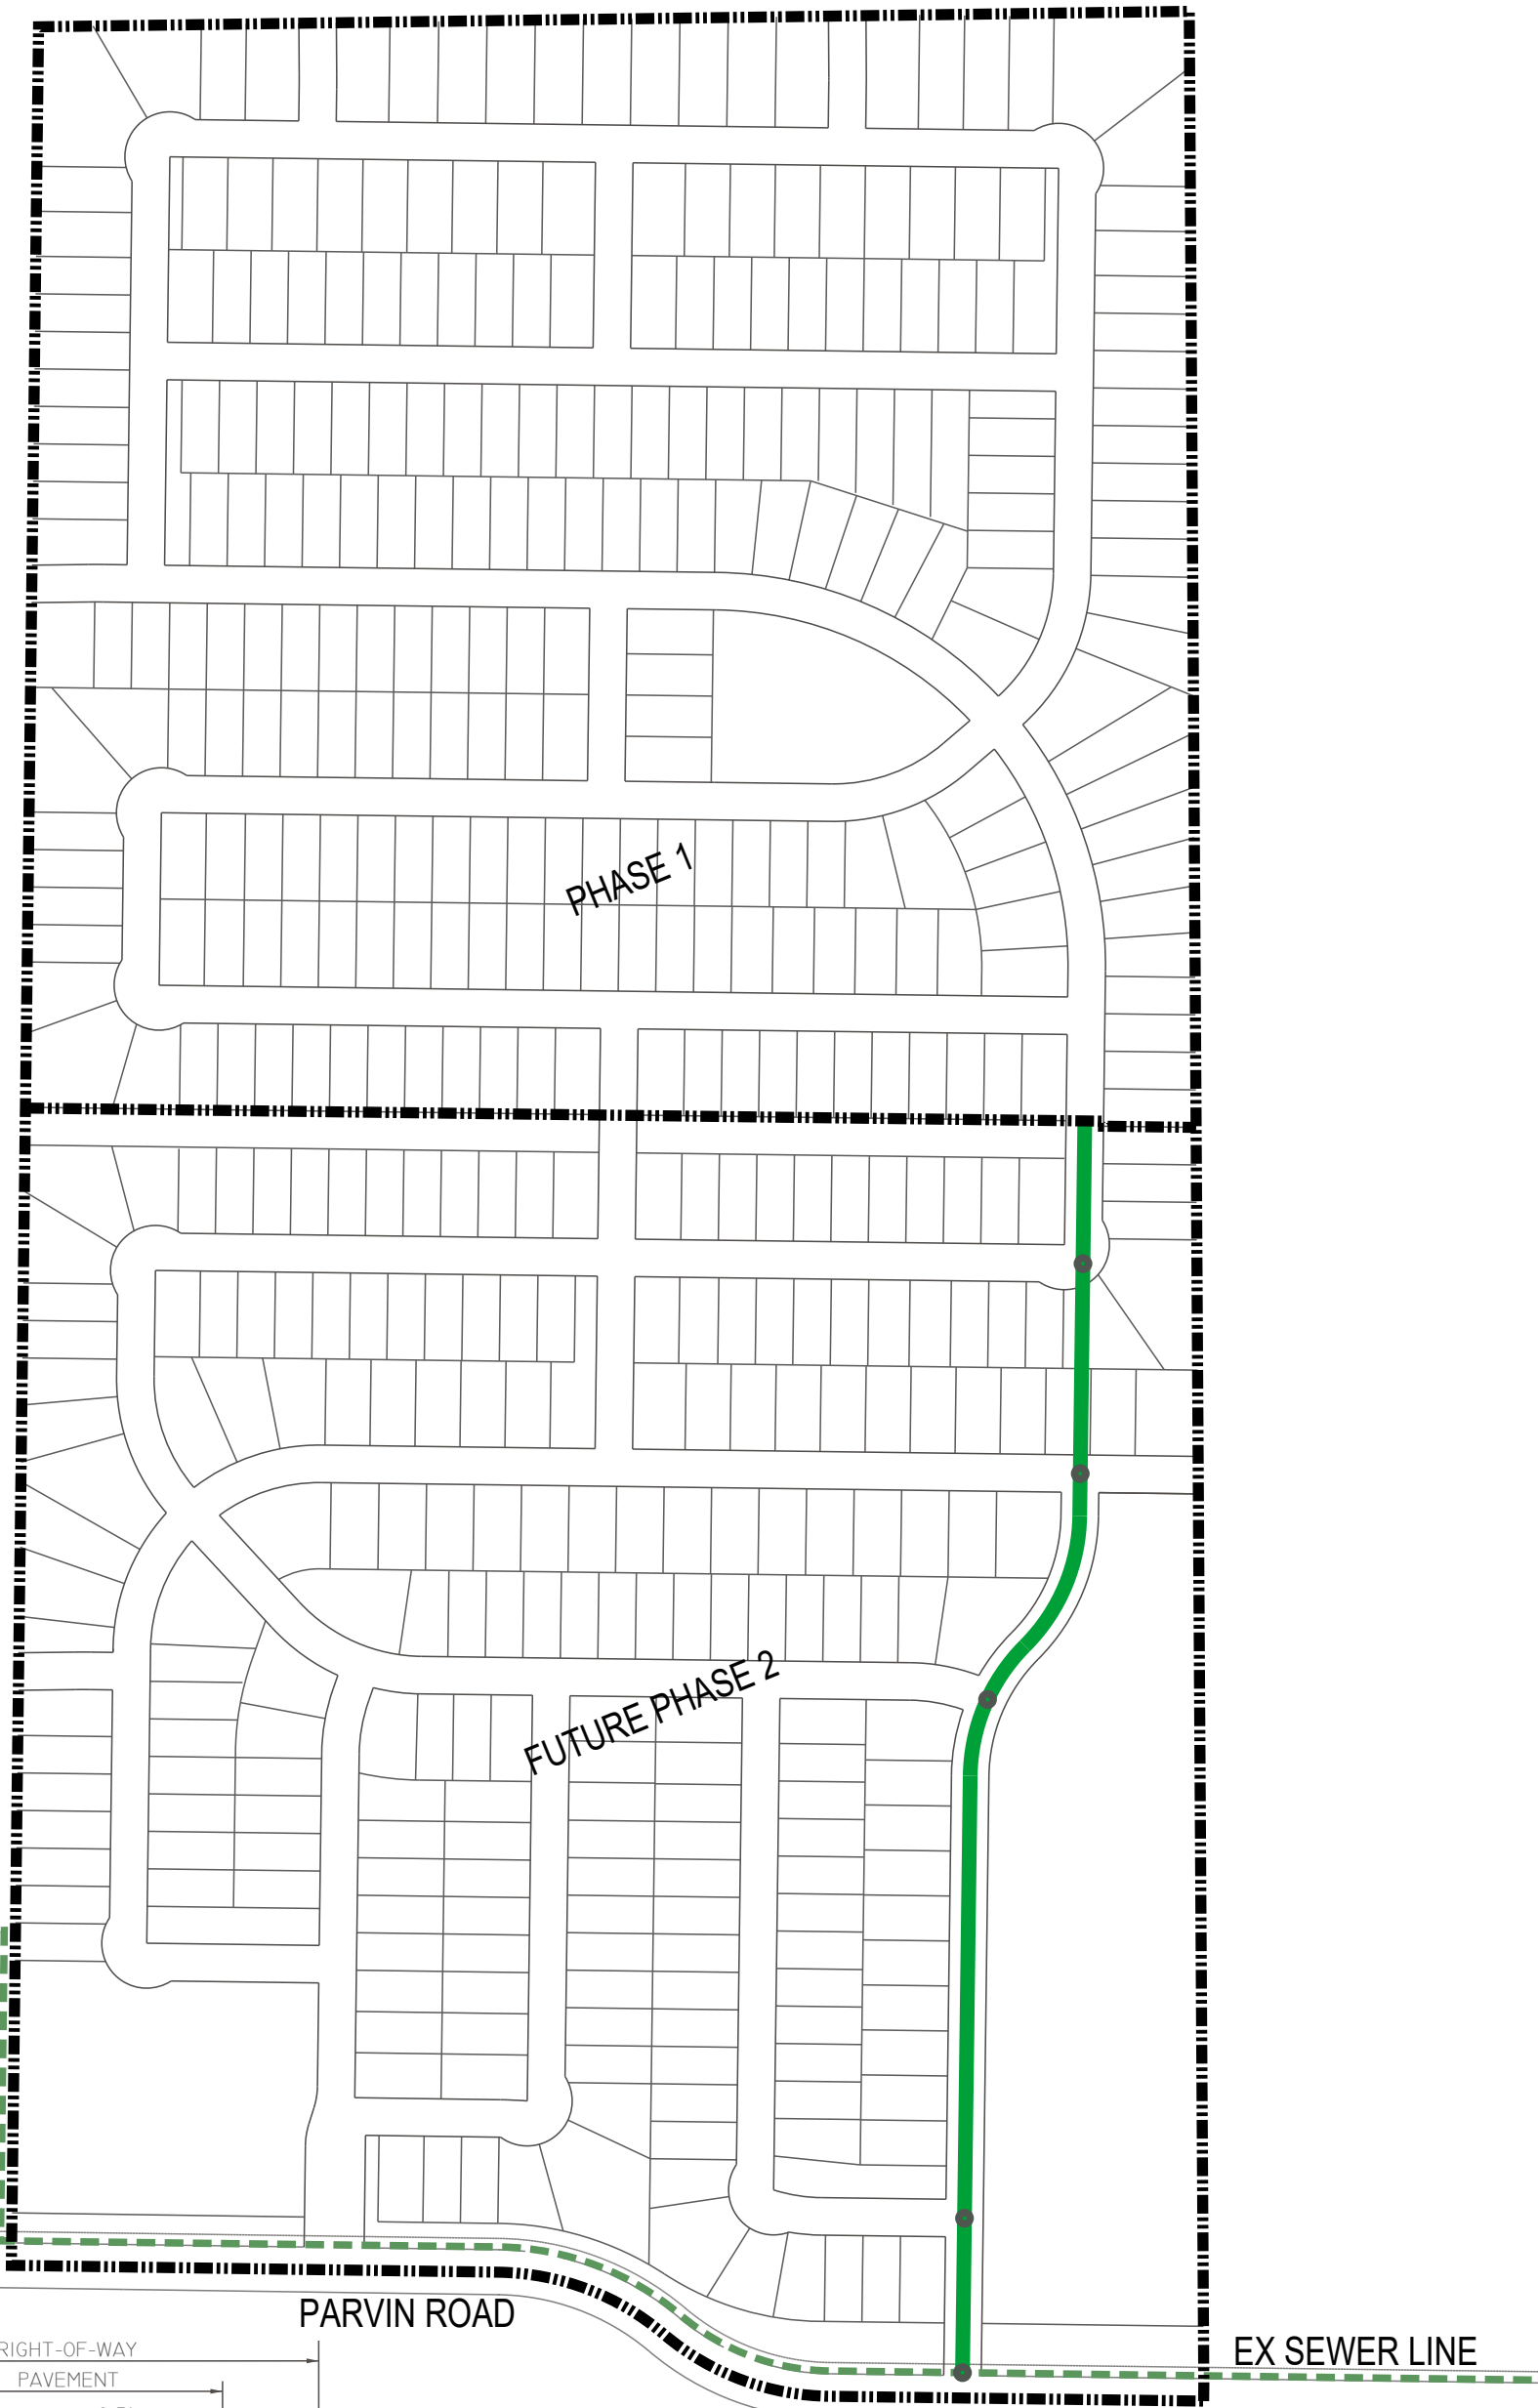 PHASE 1
FUTURE PHASE 2
PARVIN ROAD
EX SEWER LINE
RIGHT-OF-WAY
PAVEMENT